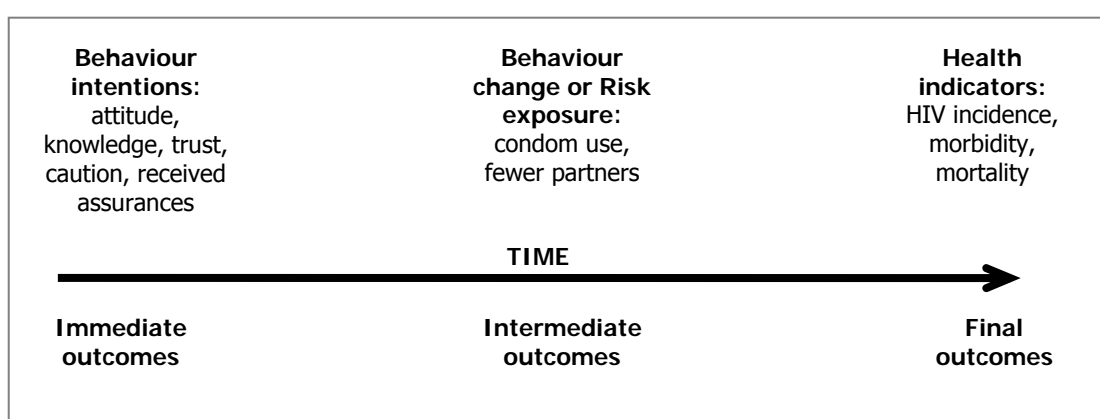 Behaviour
intentions:
attitude,
knowledge, trust,
caution, received
assurances
Behaviour
change or Risk
exposure:
condom use,
fewer partners
Health
indicators:
HIV incidence,
morbidity,
mortality
TIME
Immediate
outcomes
Intermediate
outcomes
Final
outcomes